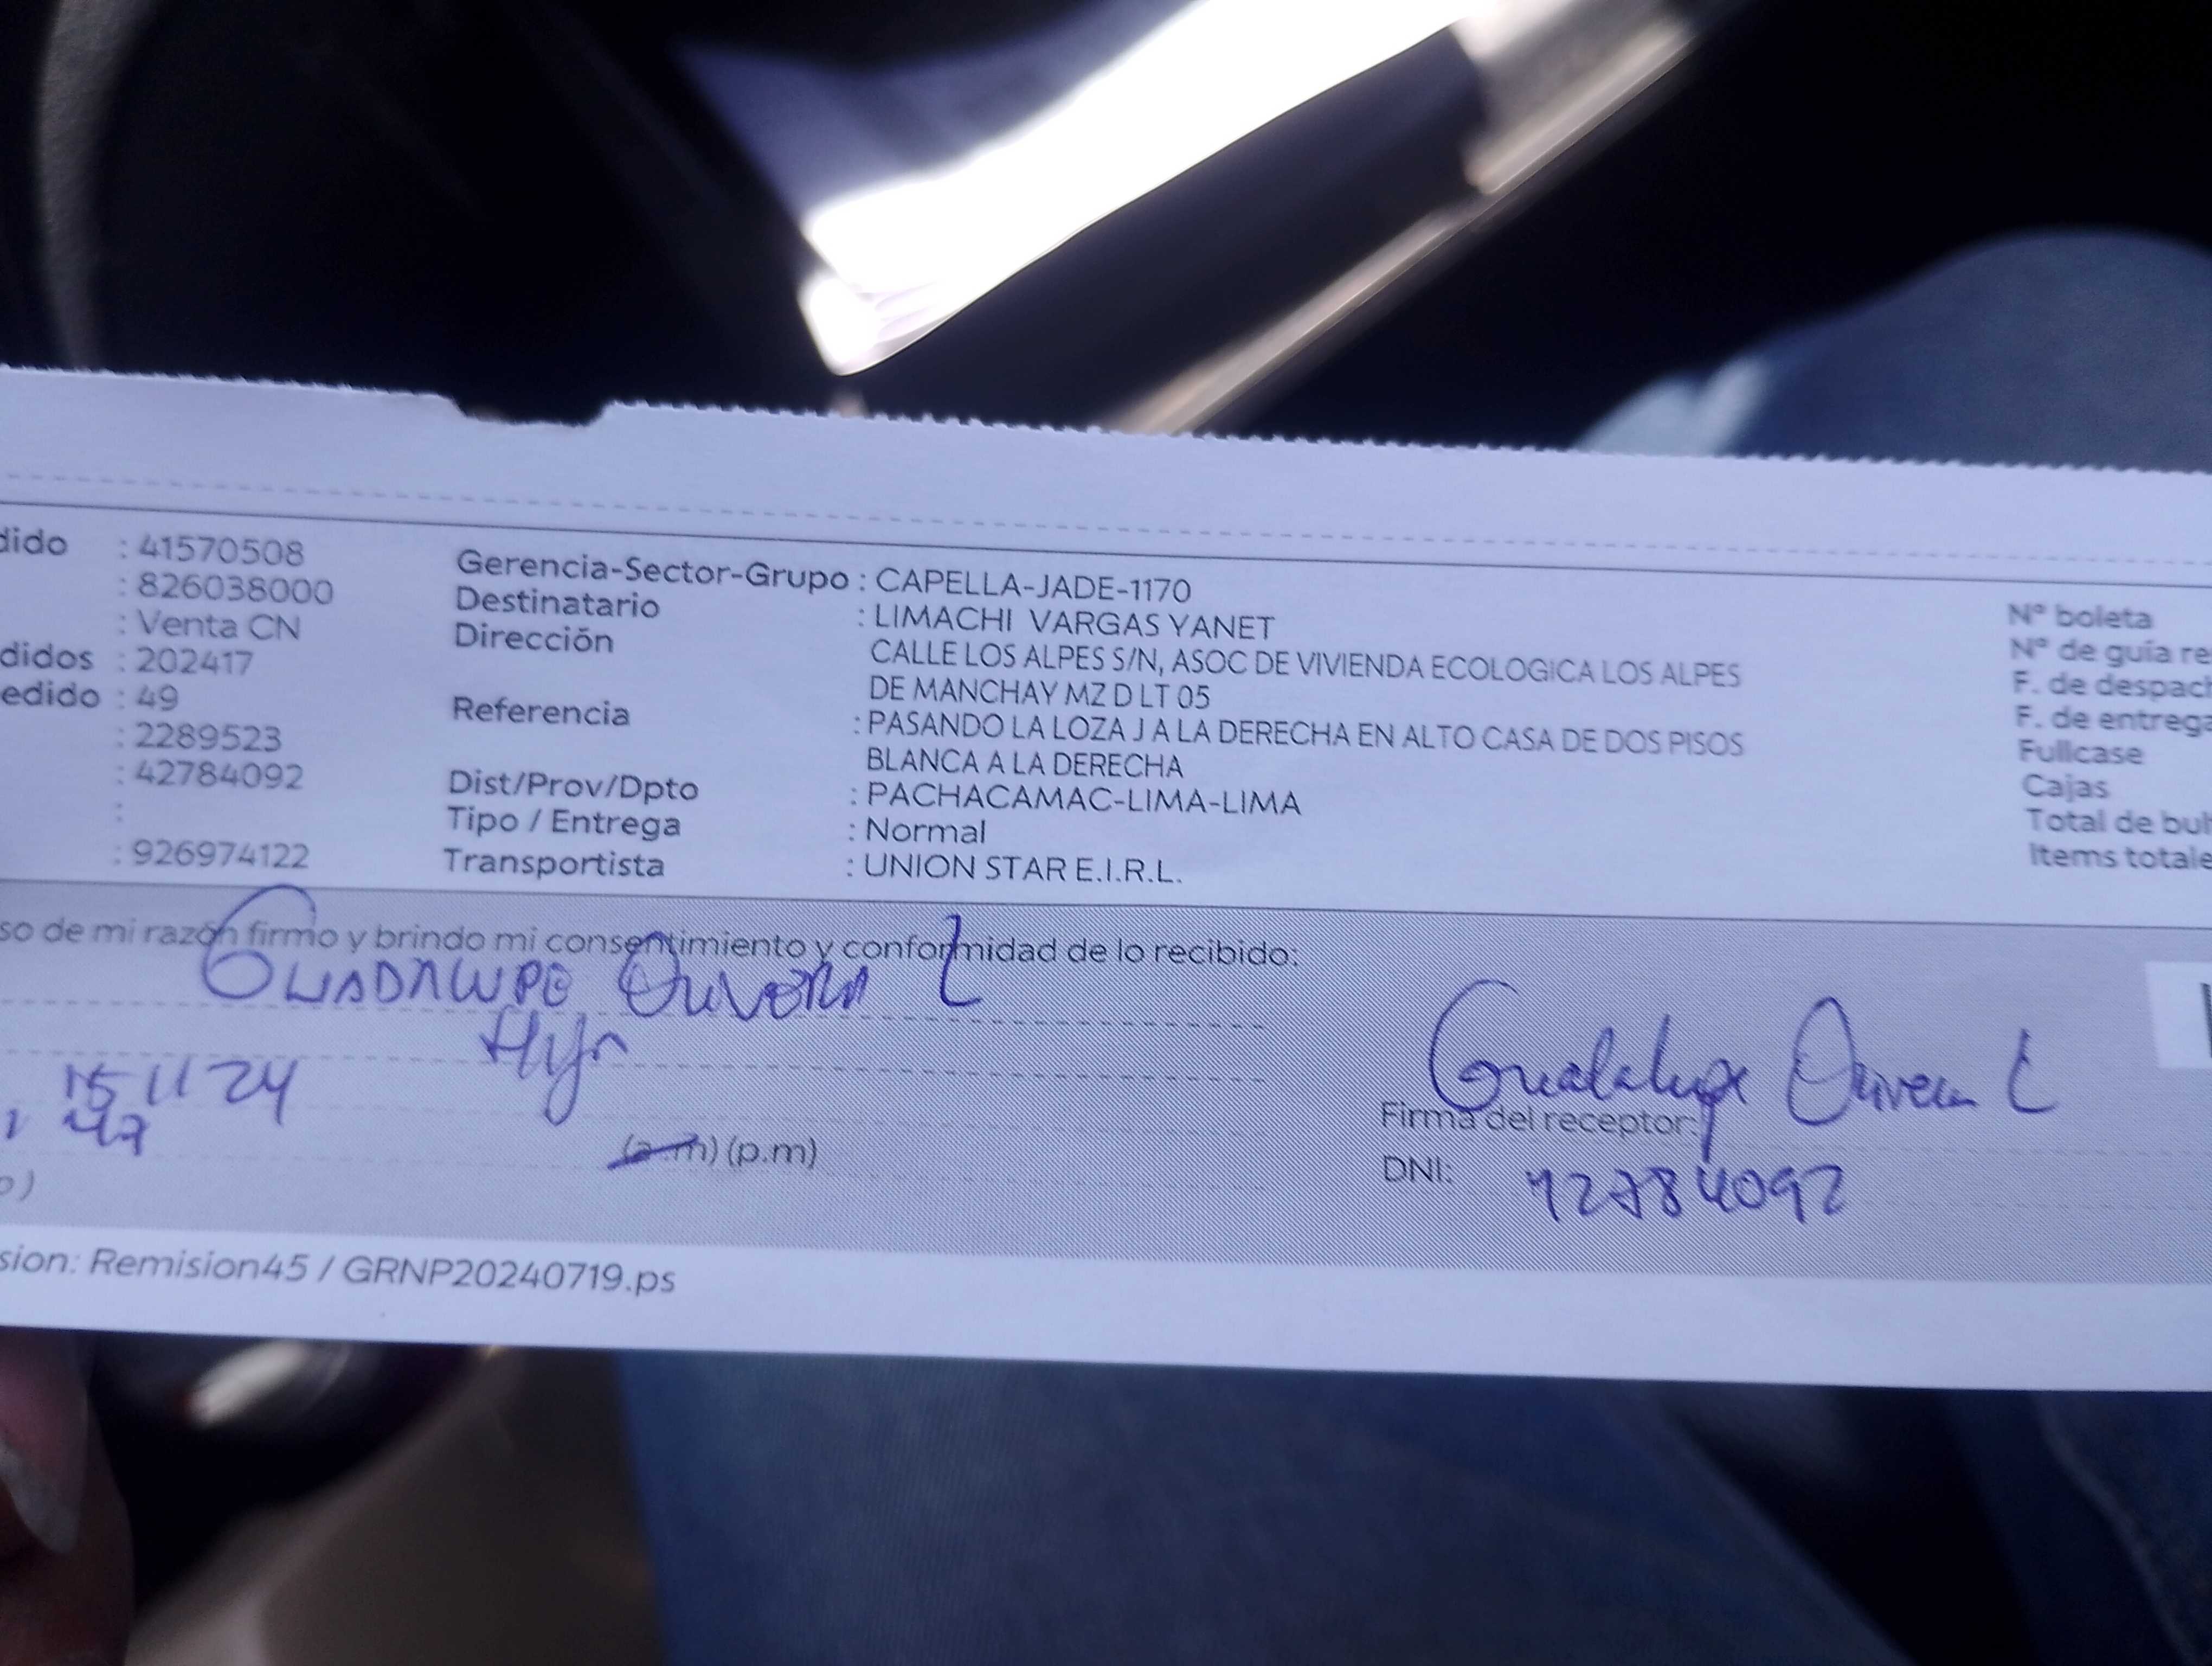 dido : 41570508
: 826038000
: Venta CN
didos : 202417
edido : 49
: 2289523
: 42784092
:
: 926974122
Gerencia-Sector-Grupo : CAPELLA-JADE-1170
Destinatario : LIMACHI VARGAS YANET
Dirección CALLE LOS ALPES S/N, ASOC DE VIVIENDA ECOLOGICA LOS ALPES
DE MANCHAY MZ D LT 05
Referencia : PASANDO LA LOZA J A LA DERECHA EN ALTO CASA DE DOS PISOS
BLANCA A LA DERECHA
Dist/Prov/Dpto : PACHACAMAC-LIMA-LIMA
Tipo / Entrega : Normal
Transportista : UNION STAR E.I.R.L.
Nº boleta
Nº de guía re
F. de despach
F. de entrega
Fullcase
Cajas
Total de bul
Items totale
so de mi razón firmo y brindo mi consentimiento y conformidad de lo recibido:
GUADALUPE L
15 11 24
(a.m) (p.m)
o)
Guadalupe L
Firma del receptor:
DNI: 42784092
sion: Remision45 / GRNP20240719.ps